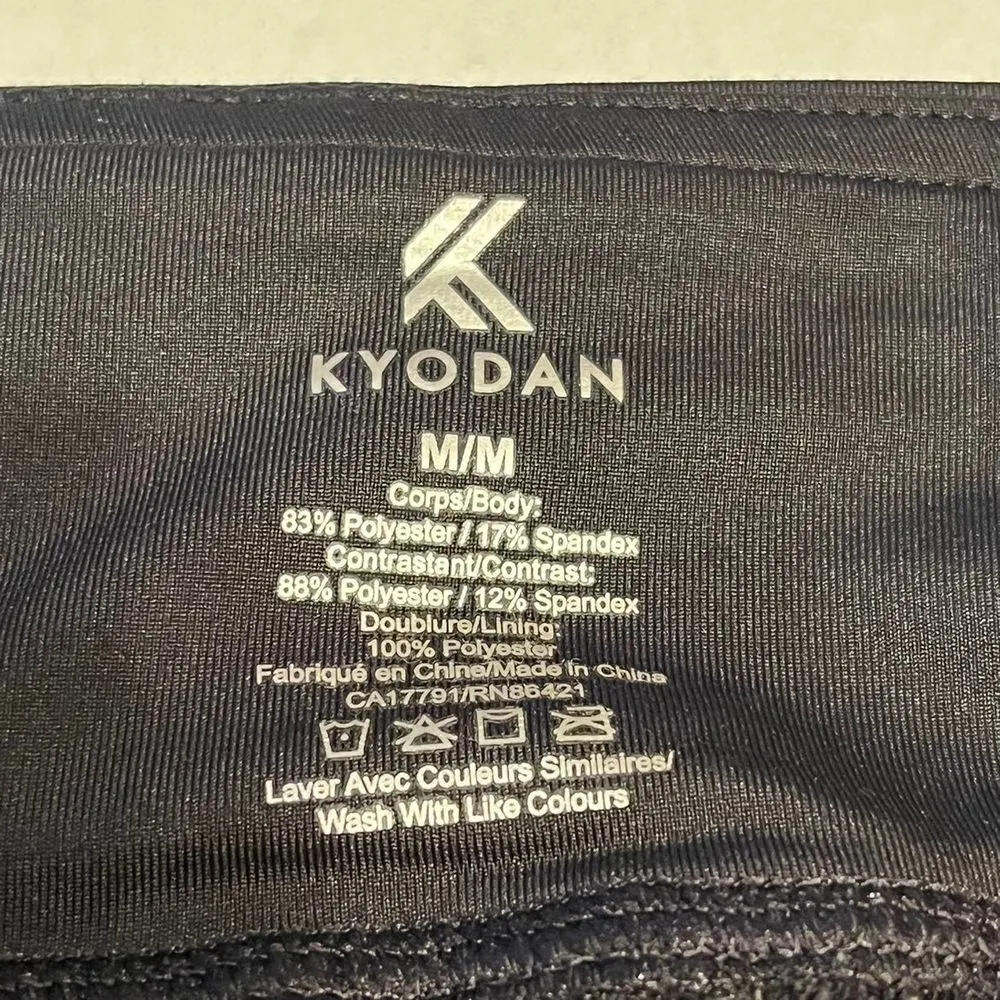 KYODAN
M/M
Corps/Body:
83% Polyester / 17% Spandex
Contrastant/Contrast:
88% Polyester / 12% Spandex
Doublure/Lining:
100% Polyester
Fabriqué en Chine/Made in China
CA17791/RN86421
Laver Avec Couleurs Similaires/
Wash With Like Colours